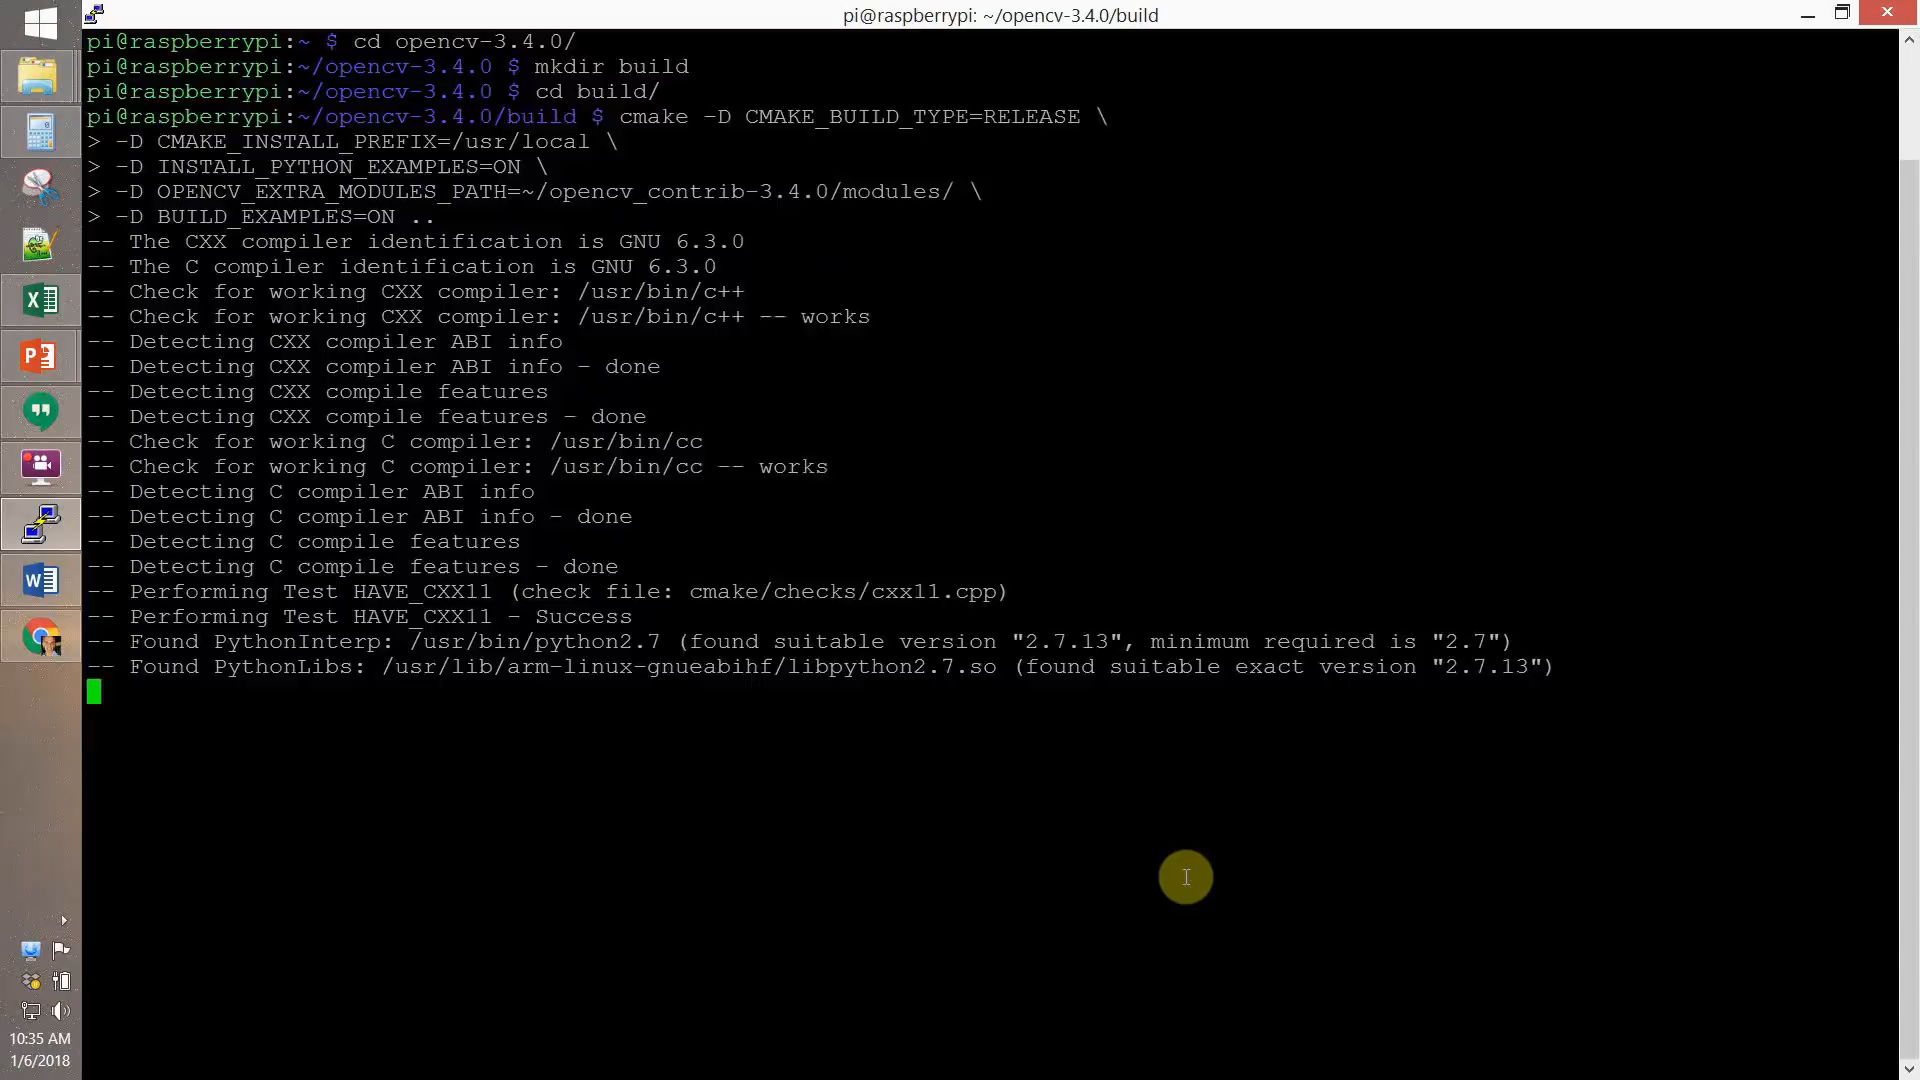 pi@raspberrypi: ~/opencv-3.4.0/build
pi@raspberrypi:~ $ cd opencv-3.4.0/
pi@raspberrypi:~/opencv-3.4.0 $ mkdir build
pi@raspberrypi:~/opencv-3.4.0 $ cd build/
pi@raspberrypi:~/opencv-3.4.0/build $ cmake -D CMAKE_BUILD_TYPE=RELEASE \
> -D CMAKE_INSTALL_PREFIX=/usr/local \
> -D INSTALL_PYTHON_EXAMPLES=ON \
> -D OPENCV_EXTRA_MODULES_PATH=~/opencv_contrib-3.4.0/modules/ \
> -D BUILD_EXAMPLES=ON ..
-- The CXX compiler identification is GNU 6.3.0
-- The C compiler identification is GNU 6.3.0
-- Check for working CXX compiler: /usr/bin/c++
-- Check for working CXX compiler: /usr/bin/c++ -- works
-- Detecting CXX compiler ABI info
-- Detecting CXX compiler ABI info - done
-- Detecting CXX compile features
-- Detecting CXX compile features - done
-- Check for working C compiler: /usr/bin/cc
-- Check for working C compiler: /usr/bin/cc -- works
-- Detecting C compiler ABI info
-- Detecting C compiler ABI info - done
-- Detecting C compile features
-- Detecting C compile features - done
-- Performing Test HAVE_CXX11 (check file: cmake/checks/cxx11.cpp)
-- Performing Test HAVE_CXX11 - Success
-- Found PythonInterp: /usr/bin/python2.7 (found suitable version "2.7.13", minimum required is "2.7")
-- Found PythonLibs: /usr/lib/arm-linux-gnueabihf/libpython2.7.so (found suitable exact version "2.7.13")
10:35 AM
1/6/2018